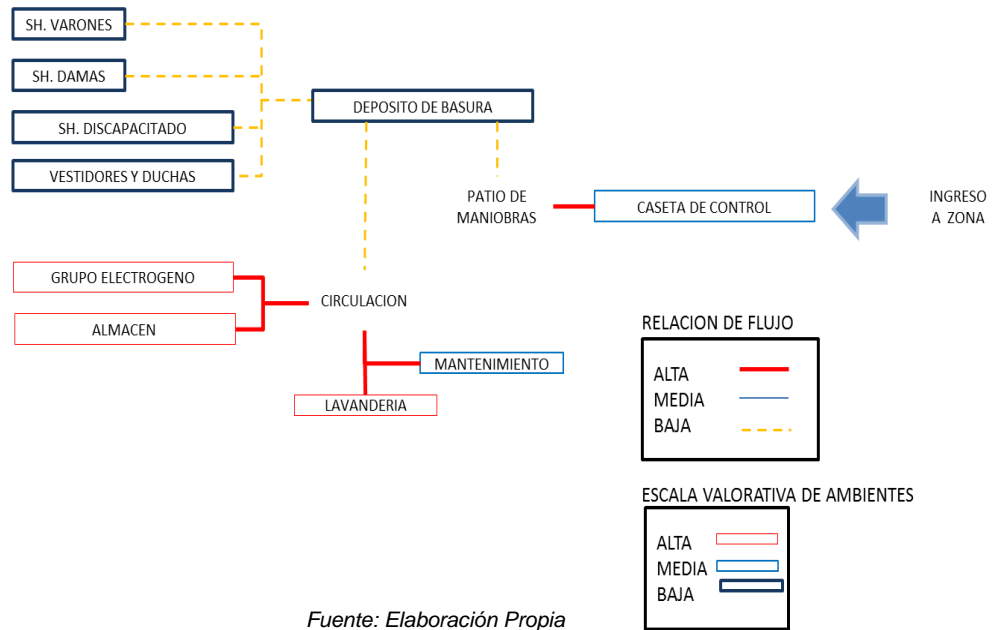 SH. VARONES
SH. DAMAS
SH. DISCAPACITADO
VESTIDORES Y DUCHAS
DEPOSITO DE BASURA
PATIO DE
MANIOBRAS
CASETA DE CONTROL
INGRESO
A ZONA
GRUPO ELECTROGENO
ALMACEN
CIRCULACION
MANTENIMIENTO
LAVANDERIA
RELACION DE FLUJO
ALTA
MEDIA
BAJA
ESCALA VALORATIVA DE AMBIENTES
ALTA
MEDIA
BAJA
Fuente: Elaboración Propia